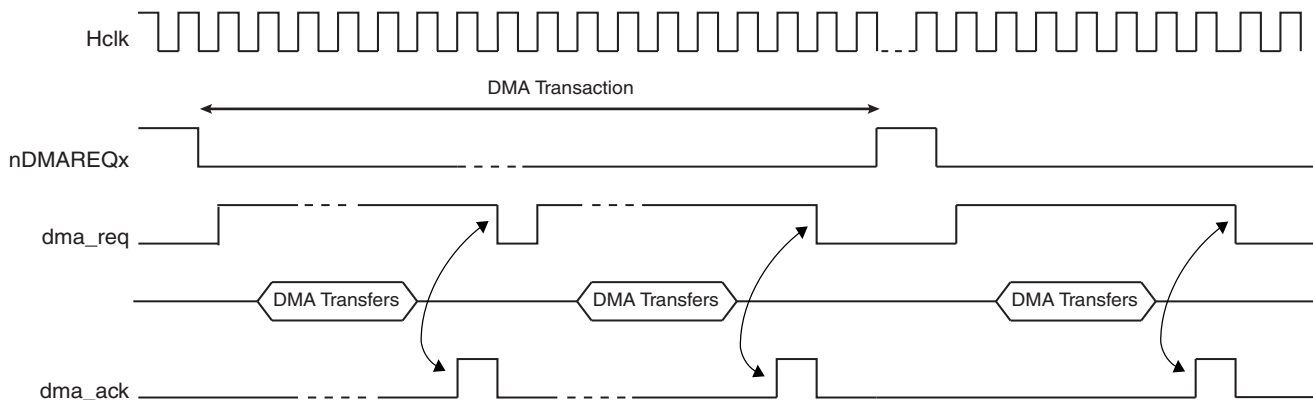 Hclk
DMA Transaction
nDMAREQx
dma_req
DMA Transfers DMA Transfers DMA Transfers
dma_ack